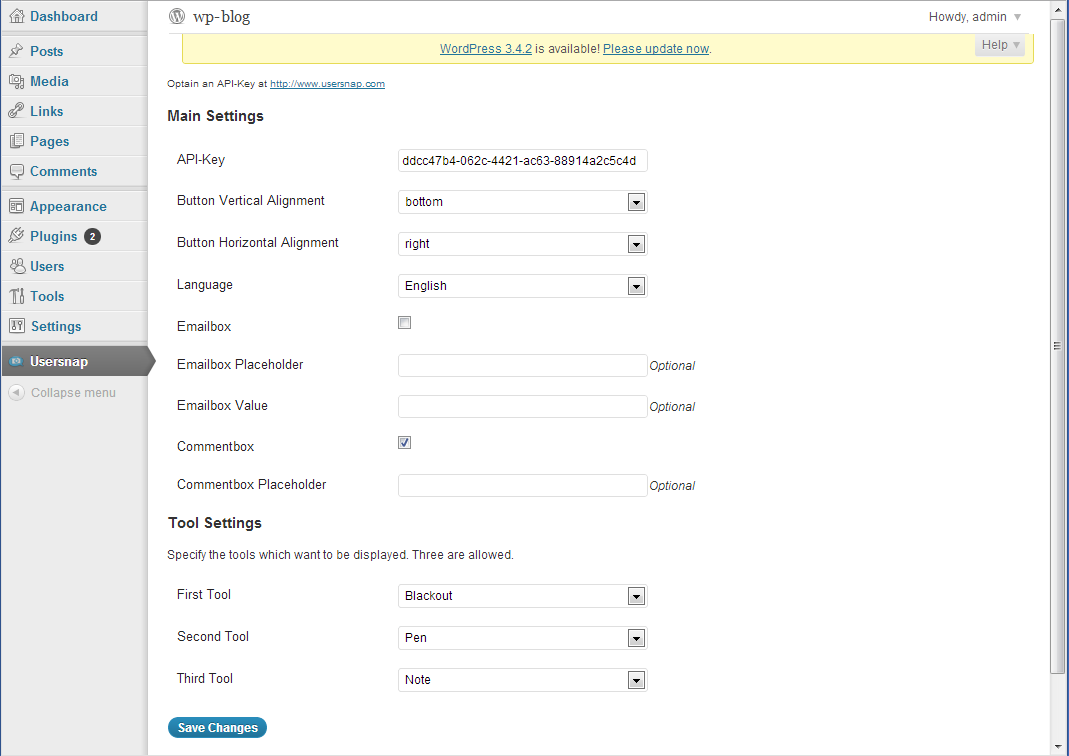 Dashboard
Posts
Media
Links
Pages
Comments
Appearance
Plugins 2
Users
Tools
Settings
Usersnap
Collapse menu
wp-blog
Howdy, admin
WordPress 3.4.2 is available! Please update now.
Help
Optain an API-Key at http://www.usersnap.com
Main Settings
API-Key ddcc47b4-062c-4421-ac63-88914a2c5c4d
Button Vertical Alignment bottom
Button Horizontal Alignment right
Language English
Emailbox
Emailbox Placeholder Optional
Emailbox Value Optional
Commentbox
Commentbox Placeholder Optional
Tool Settings
Specify the tools which want to be displayed. Three are allowed.
First Tool Blackout
Second Tool Pen
Third Tool Note
Save Changes